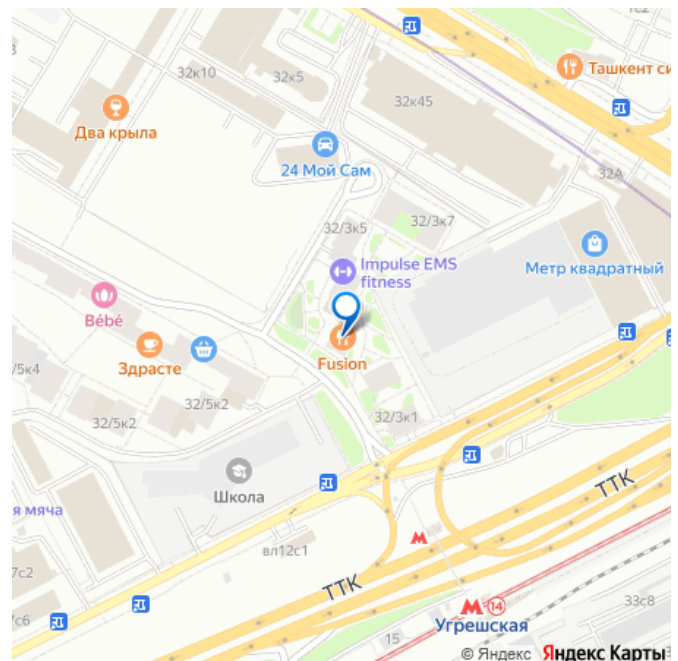 1с2
Ташкент си
32к10
32к5
32к45
Два крыла
24 Мой Сам
32А
32/3к5
32/3к7
Impulse EMS
fitness
Метр квадратный
Bébé
Здрасте
Fusion
/5к4
32/5к2
32/5к2
32/3к1
Школа
я мяча
ТТК
вл12с1
7с2
ТТК
М
М 14
Угрешская
33с8
7с6
15
© Яндекс Яндекс Карты